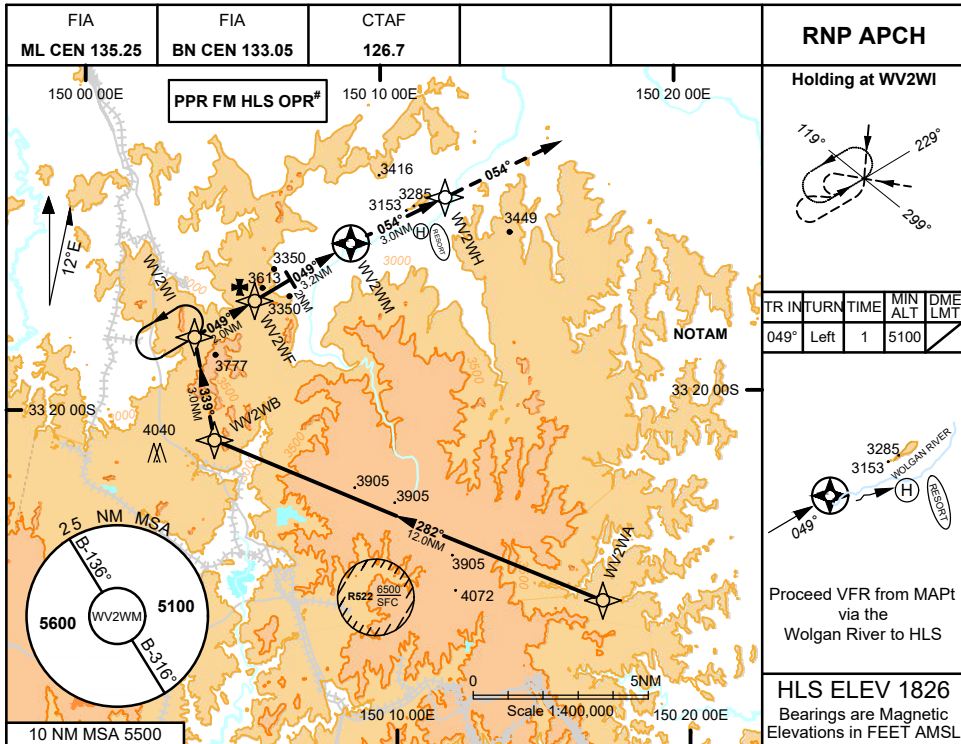 FIA
ML CEN 135.25
FIA
BN CEN 133.05
CTAF
126.7
RNP APCH
150 00 00E
PPR FM HLS OPR#
150 10 00E
150 20 00E
Holding at WV2WI
119°
229°
299°
12°E
3416
3285
3153
054°
054°
3.0NM
H
RESORT
WV2WH
3449
3000
WV2WI
3350
3613
049°
3.2NM
2NM
3350
WV2WM
WV2WF
049°
2.0NM
3777
3500
3500
NOTAM
TR IN TURN TIME MIN ALT DME LMT
049° Left 1 5100
33 20 00S
33 20 00S
3000
339°
3.0NM
WV2WB
4040
3500
3905
3905
282°
12.0NM
3905
4072
3000
WV2WA
R522 6500
SFC
25 NM MSA
B-136°
5600
WV2WM
5100
B-316°
3285
3153
WOLGAN RIVER
H
RESORT
049°
Proceed VFR from MAPt
via the
Wolgan River to HLS
0 5NM
Scale 1:400,000
150 10 00E
150 20 00E
10 NM MSA 5500
HLS ELEV 1826
Bearings are Magnetic
Elevations in FEET AMSL